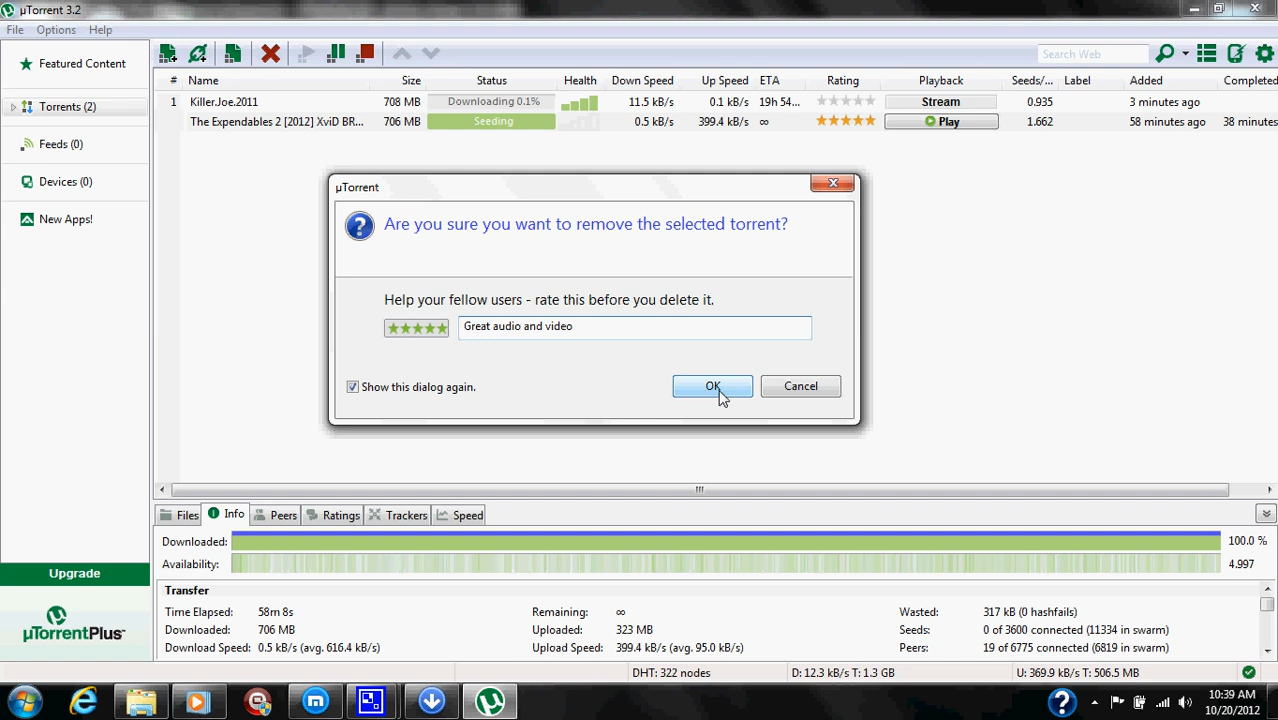 µTorrent 3.2
File Options Help
Featured Content
Torrents (2)
Feeds (0)
Devices (0)
New Apps!
Upgrade
µTorrentPlus™
Search Web
# Name Size Status Health Down Speed Up Speed ETA Rating Playback Seeds/... Label Added Completed
1 Killer.Joe.2011 708 MB Downloading 0.1% 11.5 kB/s 0.1 kB/s 19h 54... Stream 0.935 3 minutes ago
The Expendables 2 [2012] XviD BR... 706 MB Seeding 0.5 kB/s 399.4 kB/s ∞ Play 1.662 58 minutes ago 38 minutes
µTorrent
Are you sure you want to remove the selected torrent?
Help your fellow users - rate this before you delete it.
Great audio and video
Show this dialog again.
OK Cancel
Files Info Peers Ratings Trackers Speed
Downloaded: 100.0 %
Availability: 4.997
Transfer
Time Elapsed: 58m 8s Remaining: ∞ Wasted: 317 kB (0 hashfails)
Downloaded: 706 MB Uploaded: 323 MB Seeds: 0 of 3600 connected (11334 in swarm)
Download Speed: 0.5 kB/s (avg. 616.4 kB/s) Upload Speed: 399.4 kB/s (avg. 95.0 kB/s) Peers: 19 of 6775 connected (6819 in swarm)
DHT: 322 nodes D: 12.3 kB/s T: 1.3 GB U: 369.9 kB/s T: 506.5 MB
10:39 AM
10/20/2012